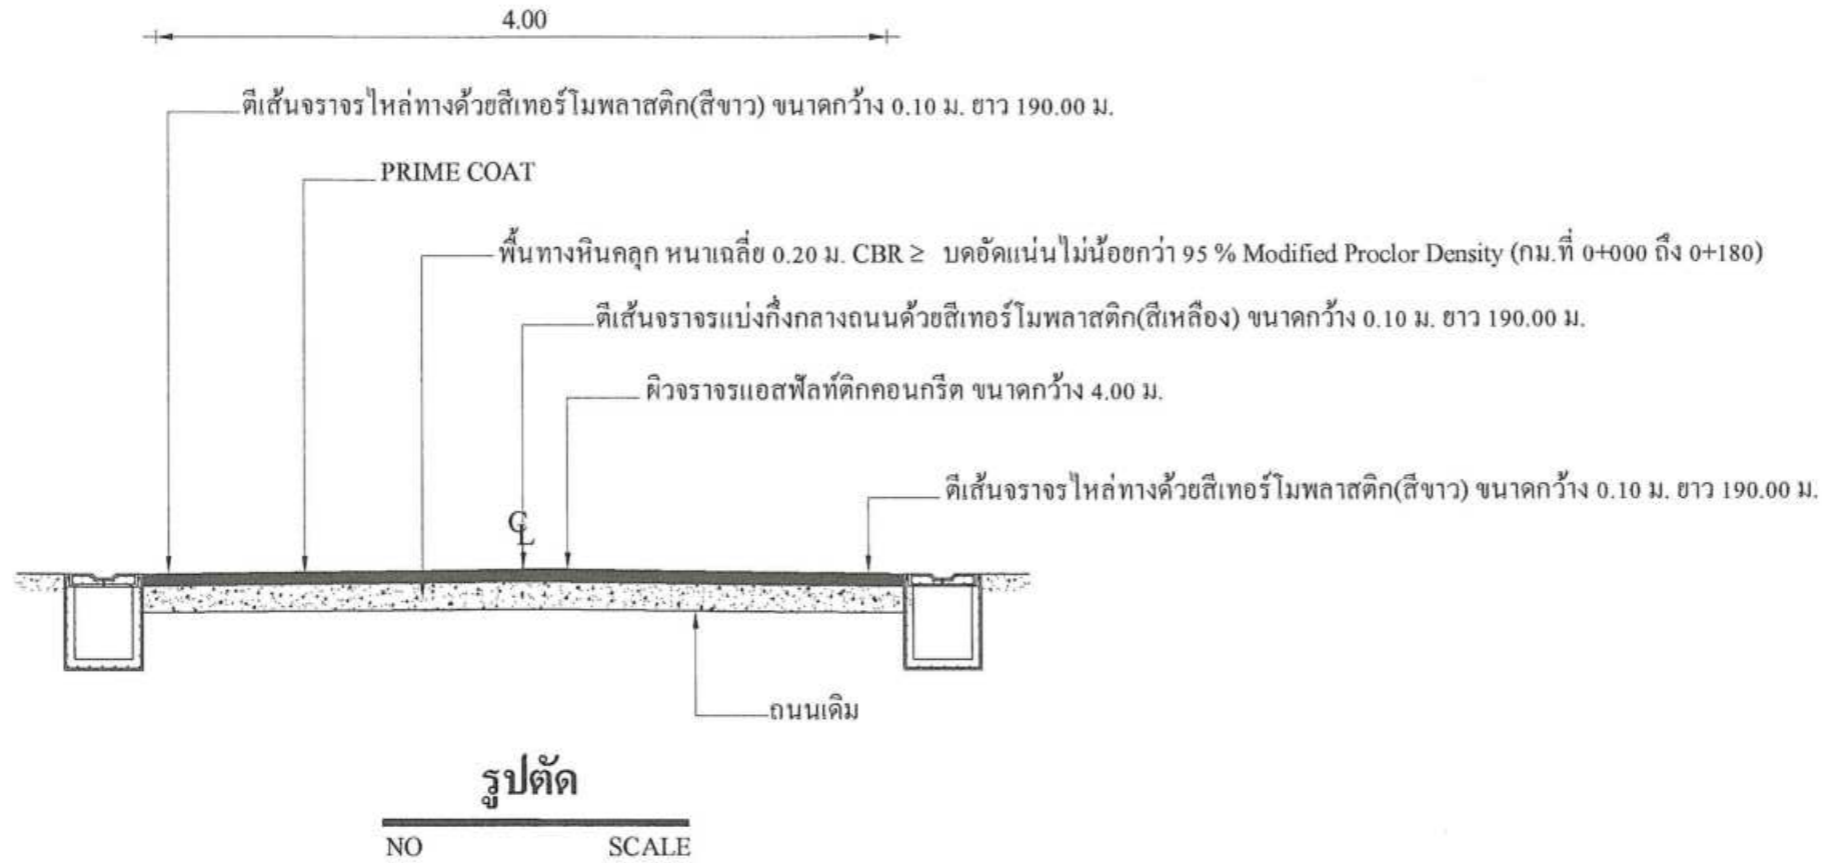 4.00
ตีเส้นจราจรไหล่ทางด้วยสีเทอร์โมพลาสติก(สีขาว) ขนาดกว้าง 0.10 ม. ยาว 190.00 ม.
PRIME COAT
พื้นทางหินคลุก หนาเฉลี่ย 0.20 ม. CBR ≥ บดอัดแน่นไม่น้อยกว่า 95 % Modified Proclor Density (กม.ที่ 0+000 ถึง 0+180)
ตีเส้นจราจรแบ่งกึ่งกลางถนนด้วยสีเทอร์โมพลาสติก(สีเหลือง) ขนาดกว้าง 0.10 ม. ยาว 190.00 ม.
ผิวจราจรแอสฟัลท์ติกคอนกรีต ขนาดกว้าง 4.00 ม.
ตีเส้นจราจรไหล่ทางด้วยสีเทอร์โมพลาสติก(สีขาว) ขนาดกว้าง 0.10 ม. ยาว 190.00 ม.
CL
ถนนเดิม
รูปตัด
NO SCALE